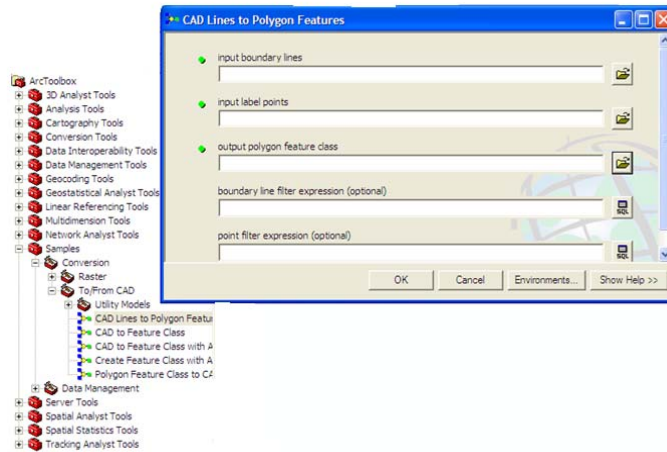 CAD Lines to Polygon Features
input boundary lines
input label points
output polygon feature class
boundary line filter expression (optional)
SQL
point filter expression (optional)
SQL
OK
Cancel
Environments...
Show Help >>
ArcToolbox
3D Analyst Tools
Analysis Tools
Cartography Tools
Conversion Tools
Data Interoperability Tools
Data Management Tools
Geocoding Tools
Geostatistical Analyst Tools
Linear Referencing Tools
Multidimension Tools
Network Analyst Tools
Samples
Conversion
Raster
To/From CAD
Utility Models
CAD Lines to Polygon Featu
CAD to Feature Class
CAD to Feature Class with A
Create Feature Class with A
Polygon Feature Class to CA
Data Management
Server Tools
Spatial Analyst Tools
Spatial Statistics Tools
Tracking Analyst Tools